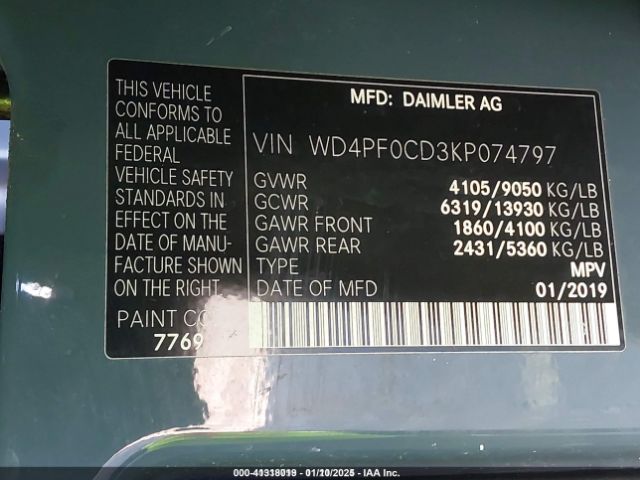 MFD: DAIMLER AG
THIS VEHICLE
CONFORMS TO
ALL APPLICABLE
FEDERAL
VEHICLE SAFETY
STANDARDS IN
EFFECT ON THE
DATE OF MANU-
FACTURE SHOWN
ON THE RIGHT.
PAINT CO
7769
VIN WD4PF0CD3KP074797
GVWR 4105/9050 KG/LB
GCWR 6319/13930 KG/LB
GAWR FRONT 1860/4100 KG/LB
GAWR REAR 2431/5360 KG/LB
TYPE MPV
DATE OF MFD 01/2019
- IAA Inc.